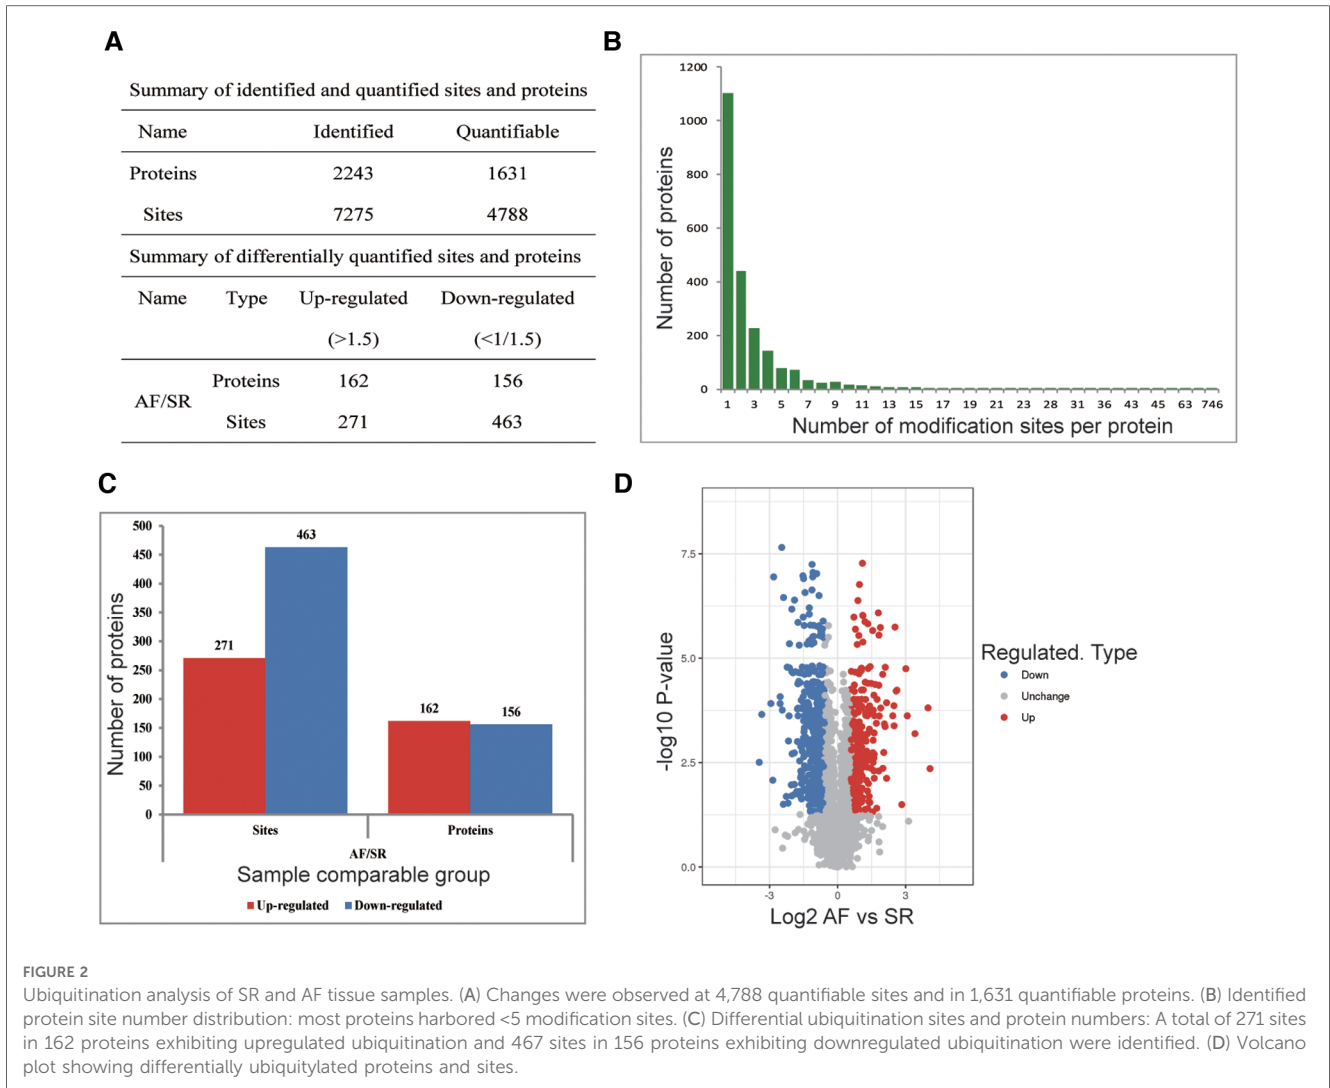 A
Summary of identified and quantified sites and proteins
Name Identified Quantifiable
Proteins 2243 1631
Sites 7275 4788
Summary of differentially quantified sites and proteins
Name Type Up-regulated Down-regulated
(>1.5) (<1/1.5)
AF/SR
Proteins 162 156
Sites 271 463
B
Number of proteins
1200
1000
800
600
400
200
0
1 3 5 7 9 11 13 15 17 19 21 23 28 31 36 43 45 63 746
Number of modification sites per protein
C
Number of proteins
500
450
400
350
300
250
200
150
100
50
0
271 463 162 156
Sites Proteins
AF/SR
Sample comparable group
Up-regulated Down-regulated
D
-log10 P-value
7.5
5.0
2.5
0.0
-3 0 3
Log2 AF vs SR
Regulated. Type
Down
Unchange
Up
FIGURE 2
Ubiquitination analysis of SR and AF tissue samples. (A) Changes were observed at 4,788 quantifiable sites and in 1,631 quantifiable proteins. (B) Identified
protein site number distribution: most proteins harbored <5 modification sites. (C) Differential ubiquitination sites and protein numbers: A total of 271 sites
in 162 proteins exhibiting upregulated ubiquitination and 467 sites in 156 proteins exhibiting downregulated ubiquitination were identified. (D) Volcano
plot showing differentially ubiquitylated proteins and sites.